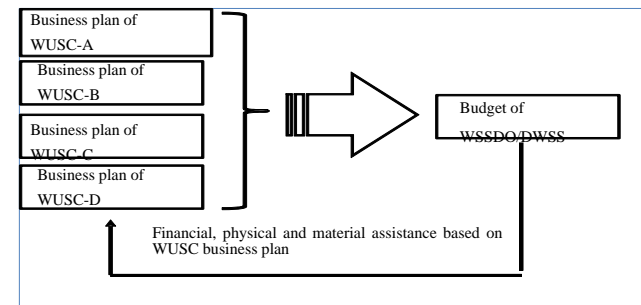 Business plan of
WUSC-A
Business plan of
WUSC-B
Business plan of
WUSC-C
Business plan of
WUSC-D
Budget of
WSSDO/DWSS
Financial, physical and material assistance based on
WUSC business plan